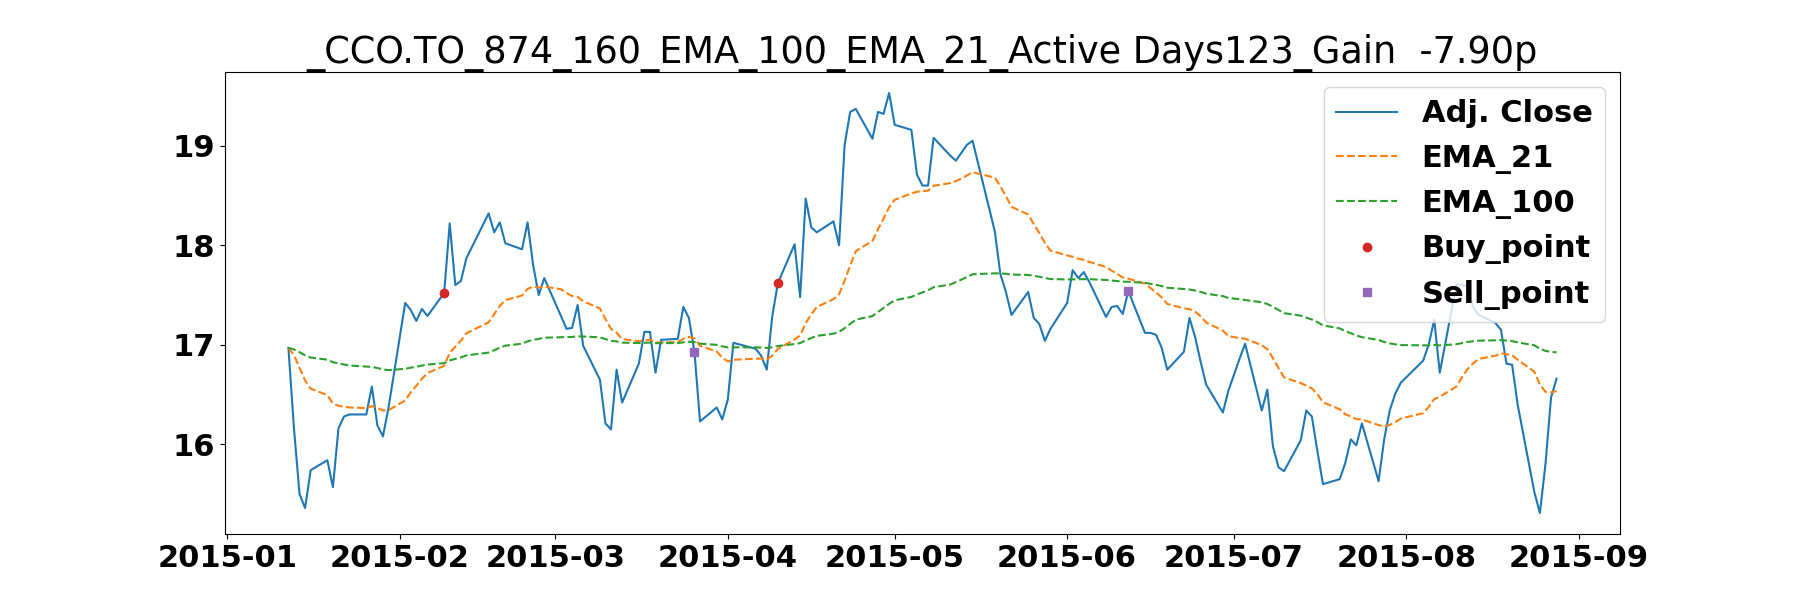 _CCO.TO_874_160_EMA_100_EMA_21_Active Days123_Gain  -7.90p
Adj. Close
EMA_21
EMA_100
Buy_point
Sell_point
19
18
17
16
2015-01 2015-02 2015-03 2015-04 2015-05 2015-06 2015-07 2015-08 2015-09